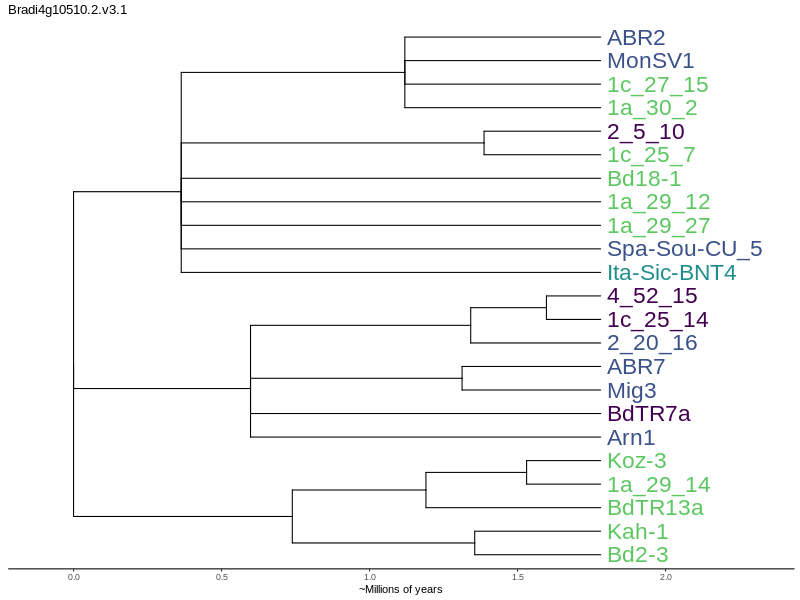 Bradi4g10510.2.v3.1
ABR2
MonSV1
1c_27_15
1a_30_2
2_5_10
1c_25_7
Bd18-1
1a_29_12
1a_29_27
Spa-Sou-CU_5
Ita-Sic-BNT4
4_52_15
1c_25_14
2_20_16
ABR7
Mig3
BdTR7a
Arn1
Koz-3
1a_29_14
BdTR13a
Kah-1
Bd2-3
0.0 0.5 1.0 1.5 2.0
~Millions of years